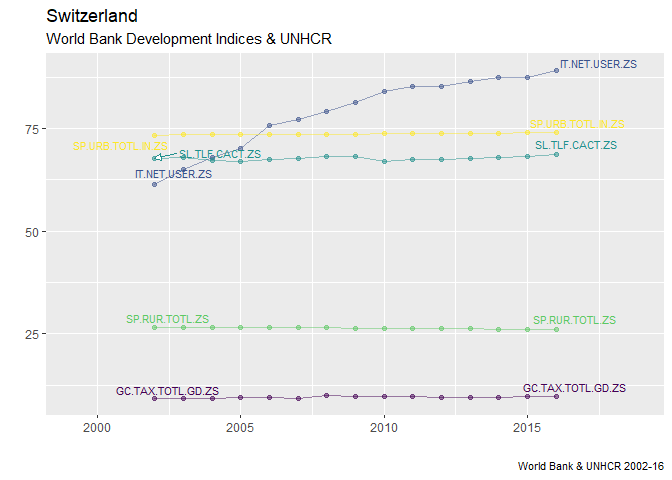 Switzerland
World Bank Development Indices & UNHCR
IT.NET.USER.ZS
75
SP.URB.TOTL.IN.ZS
SP.URB.TOTL.IN.ZS
SL.TLF.CACT.ZS
SL.TLF.CACT.ZS
IT.NET.USER.ZS
50
SP.RUR.TOTL.ZS
SP.RUR.TOTL.ZS
25
GC.TAX.TOTL.GD.ZS
GC.TAX.TOTL.GD.ZS
2000
2005
2010
2015
World Bank & UNHCR 2002-16